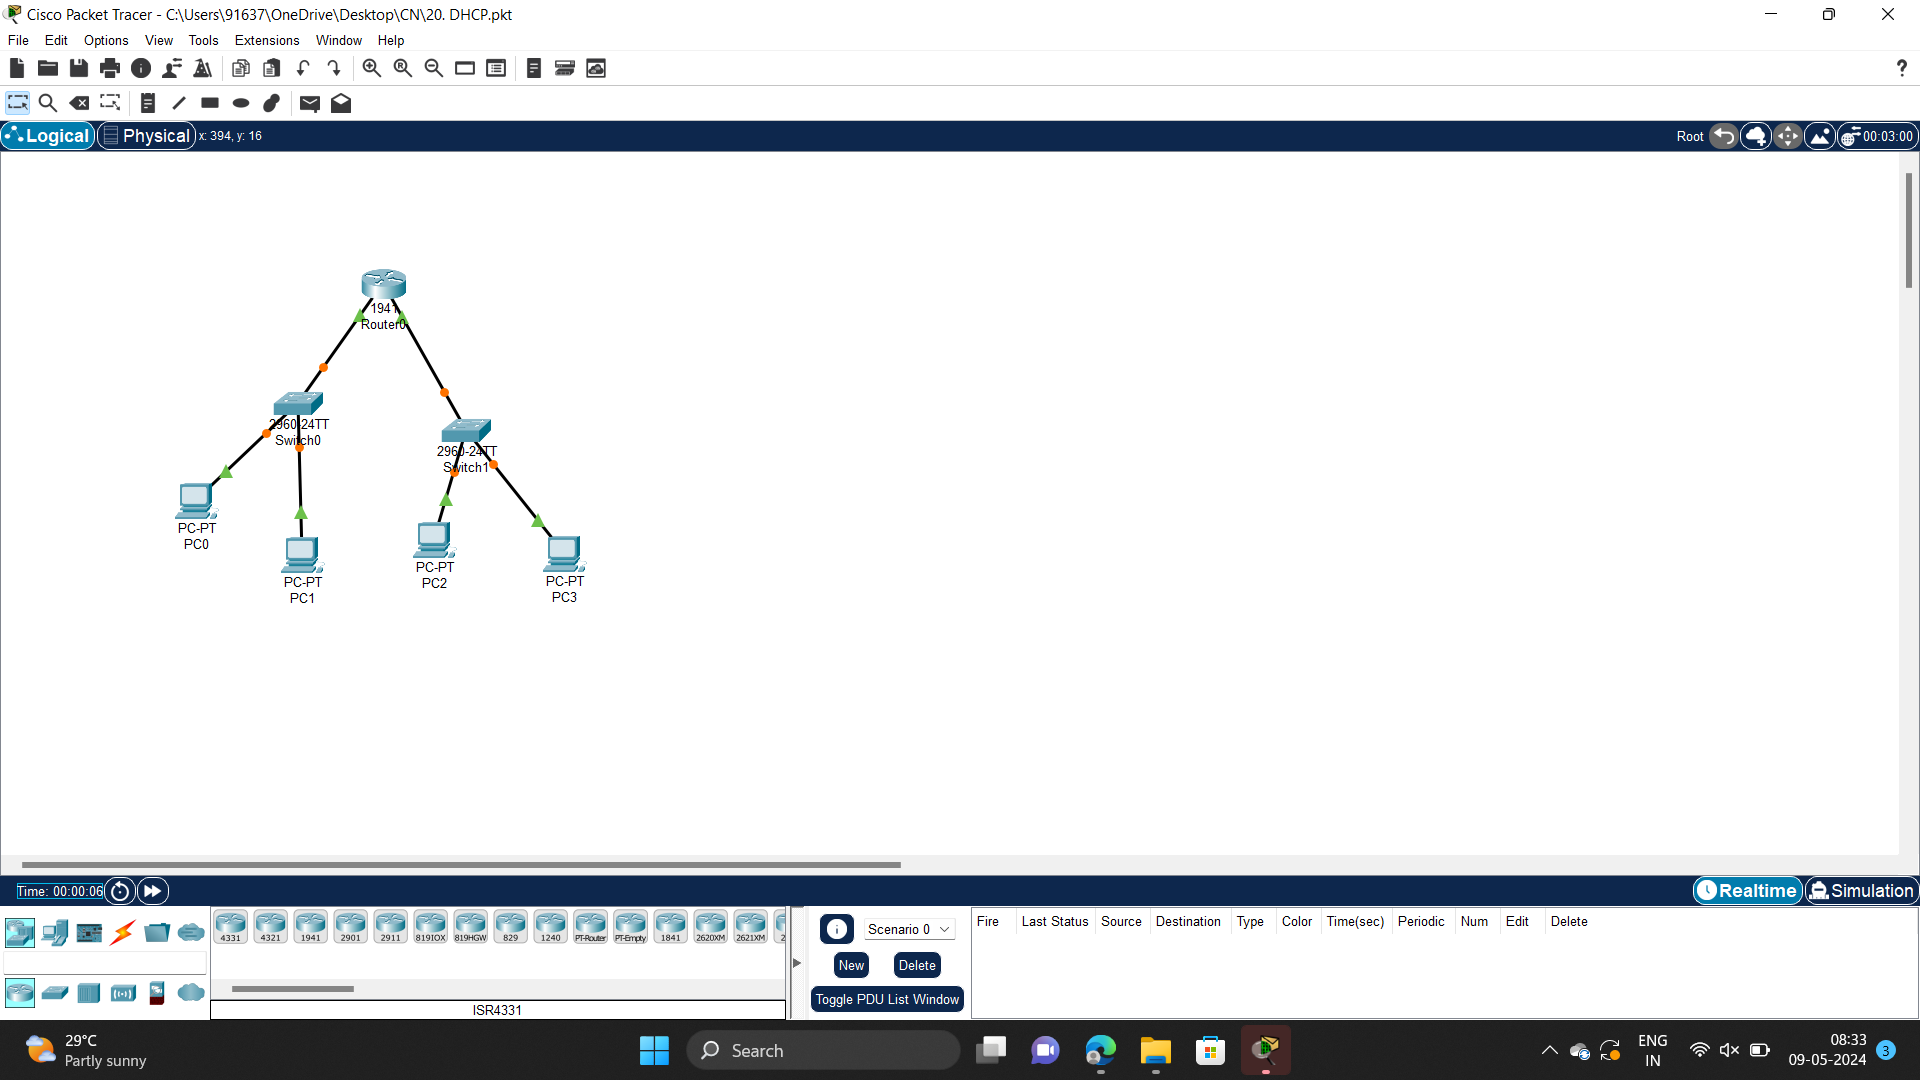 Cisco Packet Tracer - C:\Users\91637\OneDrive\Desktop\CN\20. DHCP.pkt
File Edit Options View Tools Extensions Window Help
?
Logical Physical x: 394, y: 16 Root 00:03:00
1941
Router0
2960-24TT
Switch0
2960-24TT
Switch1
PC-PT
PC0
PC-PT
PC1
PC-PT
PC2
PC-PT
PC3
Time: 00:00:06 Realtime Simulation
4331 4321 1941 2901 2911 819IOX 819HGW 829 1240 PT-Router PT-Empty 1841 2620XM 2621XM 2
ISR4331
Scenario 0
New Delete
Toggle PDU List Window
Fire Last Status Source Destination Type Color Time(sec) Periodic Num Edit Delete
29°C
Partly sunny
Search
ENG
IN
08:33
09-05-2024
3